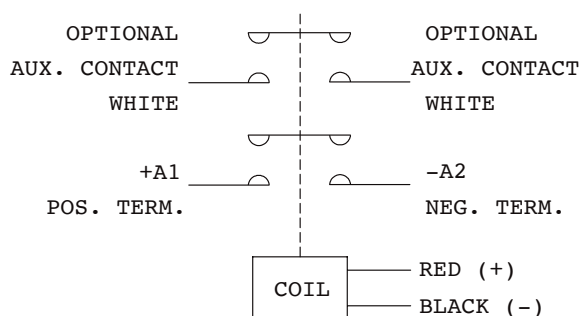 OPTIONAL
AUX. CONTACT
WHITE
OPTIONAL
AUX. CONTACT
WHITE
+A1
POS. TERM.
-A2
NEG. TERM.
COIL
RED (+)
BLACK (-)